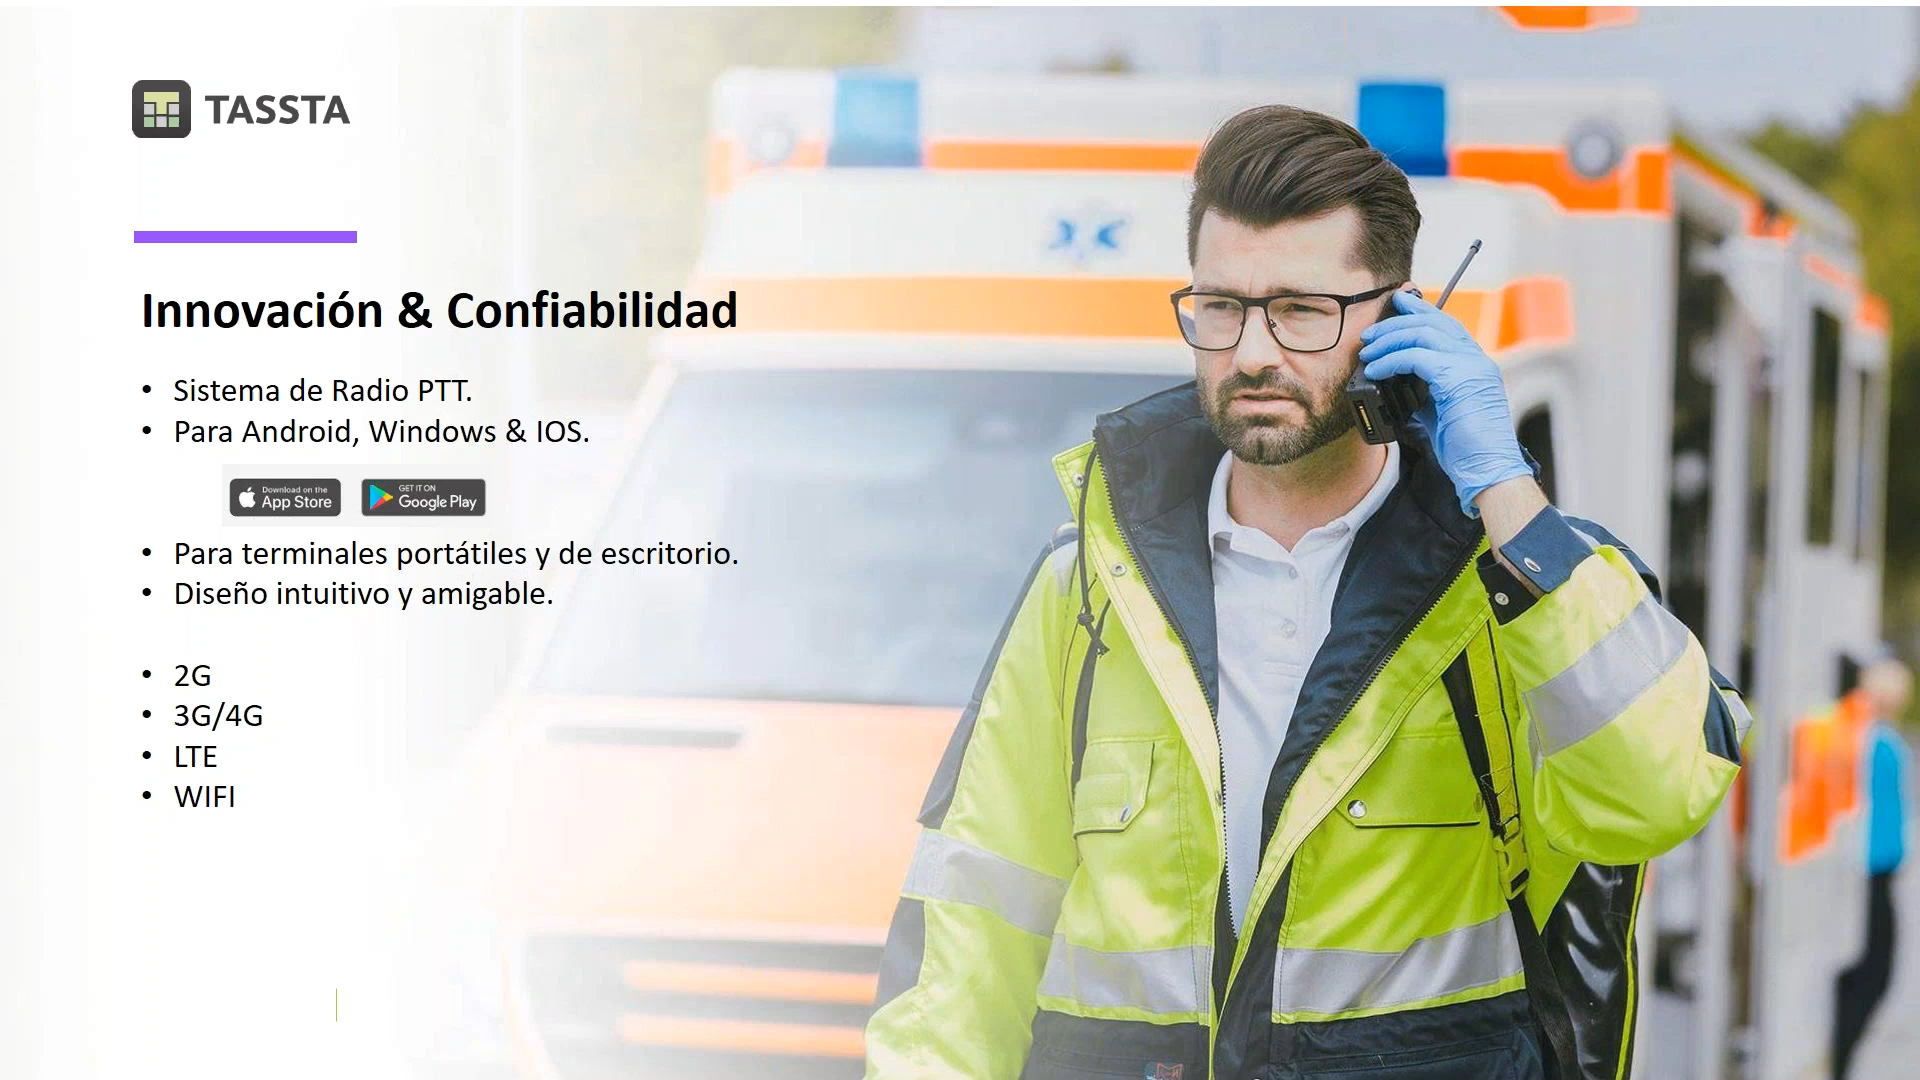 TASSTA
Innovación & Confiabilidad
• Sistema de Radio PTT.
• Para Android, Windows & IOS.
Download on the
App Store
GET IT ON
Google Play
• Para terminales portátiles y de escritorio.
• Diseño intuitivo y amigable.
• 2G
• 3G/4G
• LTE
• WIFI